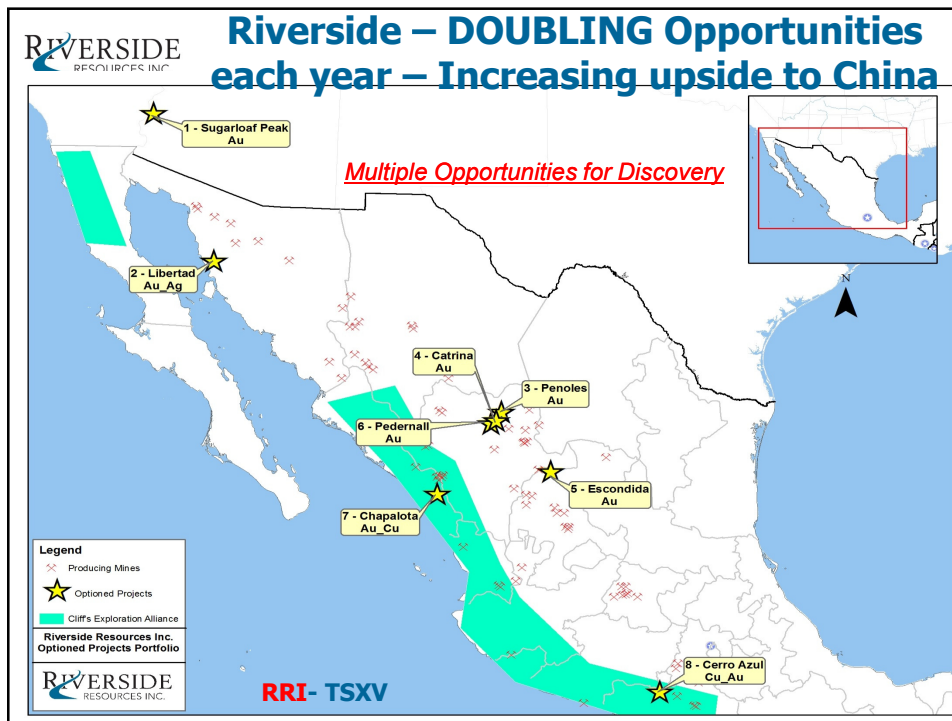 RIVERSIDE
RESOURCES INC.
Riverside – DOUBLING Opportunities
each year – Increasing upside to China
1 - Sugarloaf Peak
Au
Multiple Opportunities for Discovery
2 - Libertad
Au_Ag
N
4 - Catrina
Au
3 - Penoles
Au
6 - Pedernall
Au
5 - Escondida
Au
7 - Chapalota
Au_Cu
Legend
Producing Mines
Optioned Projects
Cliff's Exploration Alliance
Riverside Resources Inc.
Optioned Projects Portfolio
RIVERSIDE
RESOURCES INC.
8 - Cerro Azul
Cu_Au
RRI- TSXV